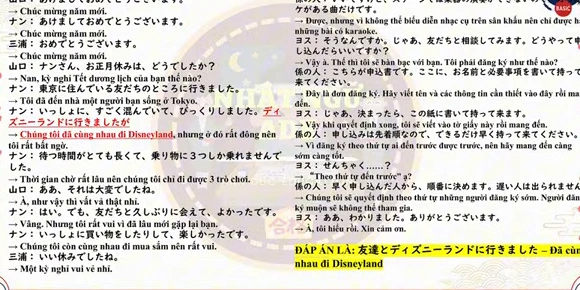 → Chúc mừng năm mới.
ナン：あけましておめでとうございます。
→ Chúc mừng năm mới.
三浦：おめでとうございます。
→ Chúc mừng năm mới.
山口：ナンさん、お正月休みは、どうでしたか？
→ Nan, kỳ nghỉ Tết dương lịch của bạn thế nào?
ナン：東京に住んでいる友だちのところに行きました。
→ Tôi đã đến nhà một người bạn sống ở Tokyo.
ナン：いっしょに、すごく混んでいて、びっくりしました。ディ
ズニーランドに行きましたが
→ Chúng tôi đã cùng nhau đi Disneyland, nhưng ở đó rất đông nên
tôi rất bất ngờ.
ナン：待つ時間がとても長くて、乗り物に３つしか乗れませんで
した。
→ Thời gian chờ rất lâu nên chúng tôi chỉ đi được 3 trò chơi.
山口：ああ、それは大変でしたね。
→ À, như vậy thì vất vả thật nhỉ.
ナン：はい。でも、友だちと久しぶりに会えて、よかったです。
→ Vâng. Nhưng rất vui vì đã lâu mới gặp lại bạn.
ナン：いっしょに買い物をしたりして、楽しかったです。
→ Chúng tôi còn cùng nhau đi mua sắm nên rất vui.
三浦：いい休みでしたね。
→ Một kỳ nghỉ vui vẻ nhỉ.
ケがある曲だけです。
→ Được, nhưng vì không thể biểu diễn nhạc cụ trên sân khấu nên chỉ được
những bài có karaoke.
ヨス：そうなんですか。じゃあ、友だちと相談してみます。どうやって申
し込んだらいいですか？
→ Vậy à. Thế thì tôi sẽ bàn bạc với bạn. Tôi phải đăng ký như thế nào?
係の人：こちらが申込書です。ここに、お名前と必要事項を書いて持って
来てください。
→ Đây là đơn đăng ký. Hãy viết tên và các thông tin cần thiết vào đây
mang đến.
ヨス：じゃあ、決まったら、この紙に書いて持って来ます。
→ Vậy khi quyết định xong, tôi sẽ viết vào tờ giấy này rồi mang đến.
係の人：申し込みは先着順なので、できるだけ早く持って来てください。
→ Vì đăng ký theo thứ tự ai đến trước được trước, nên hãy mang đến càng
sớm càng tốt.
ヨス：せんちゃく……？
→ “Theo thứ tự đến trước” ạ?
係の人：早く申し込んだ人から、順番に決めます。遅い人は出られませ
→ Chúng tôi sẽ quyết định theo thứ tự những người đăng ký sớm. Người đăng
ký muộn sẽ không thể tham gia.
ヨス：ああ、わかりました。ありがとうございます。
→ À, tôi hiểu rồi. Xin cảm ơn.
ĐÁP ÁN LÀ: 友達とディズニーランドに行きました – Đã cùng
nhau đi Disneyland
BASIC